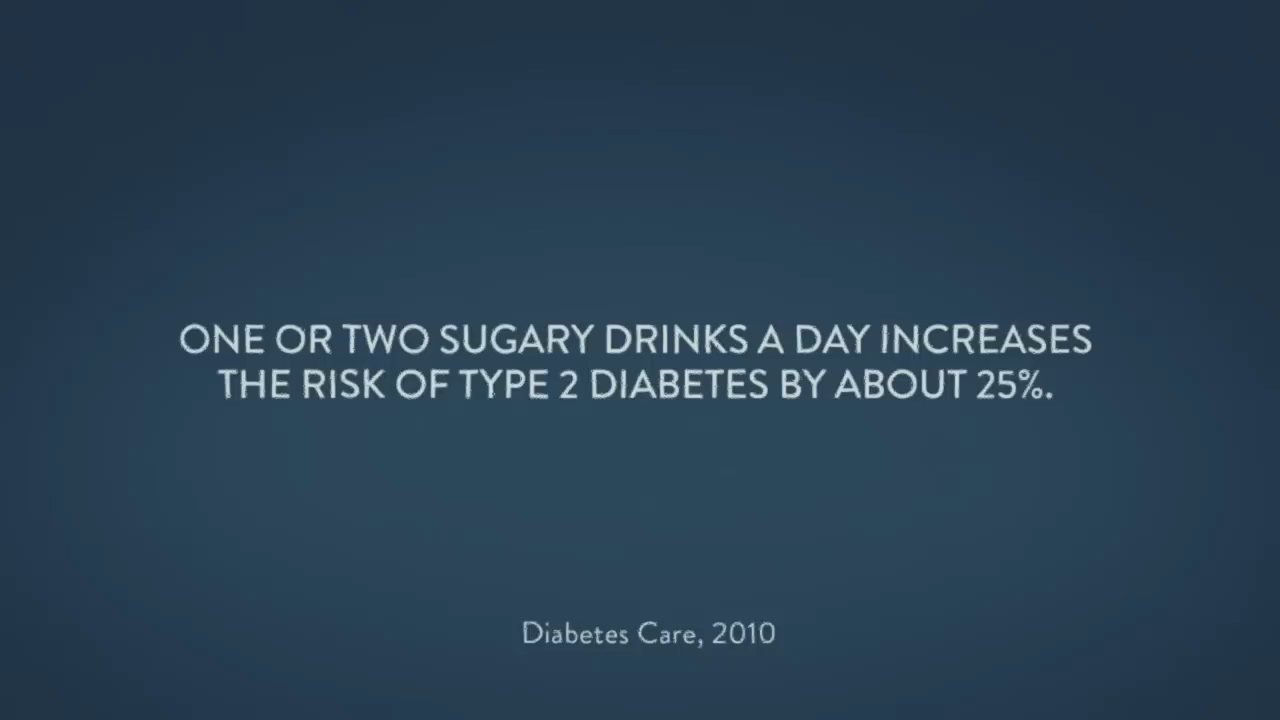 ONE OR TWO SUGARY DRINKS A DAY INCREASES
THE RISK OF TYPE 2 DIABETES BY ABOUT 25%.
Diabetes Care, 2010